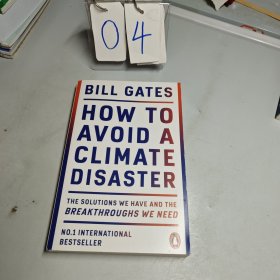 04
BILL GATES
HOW TO
AVOID A
CLIMATE
DISASTER
THE SOLUTIONS WE HAVE AND THE
BREAKTHROUGHS WE NEED
NO.1 INTERNATIONAL
BESTSELLER